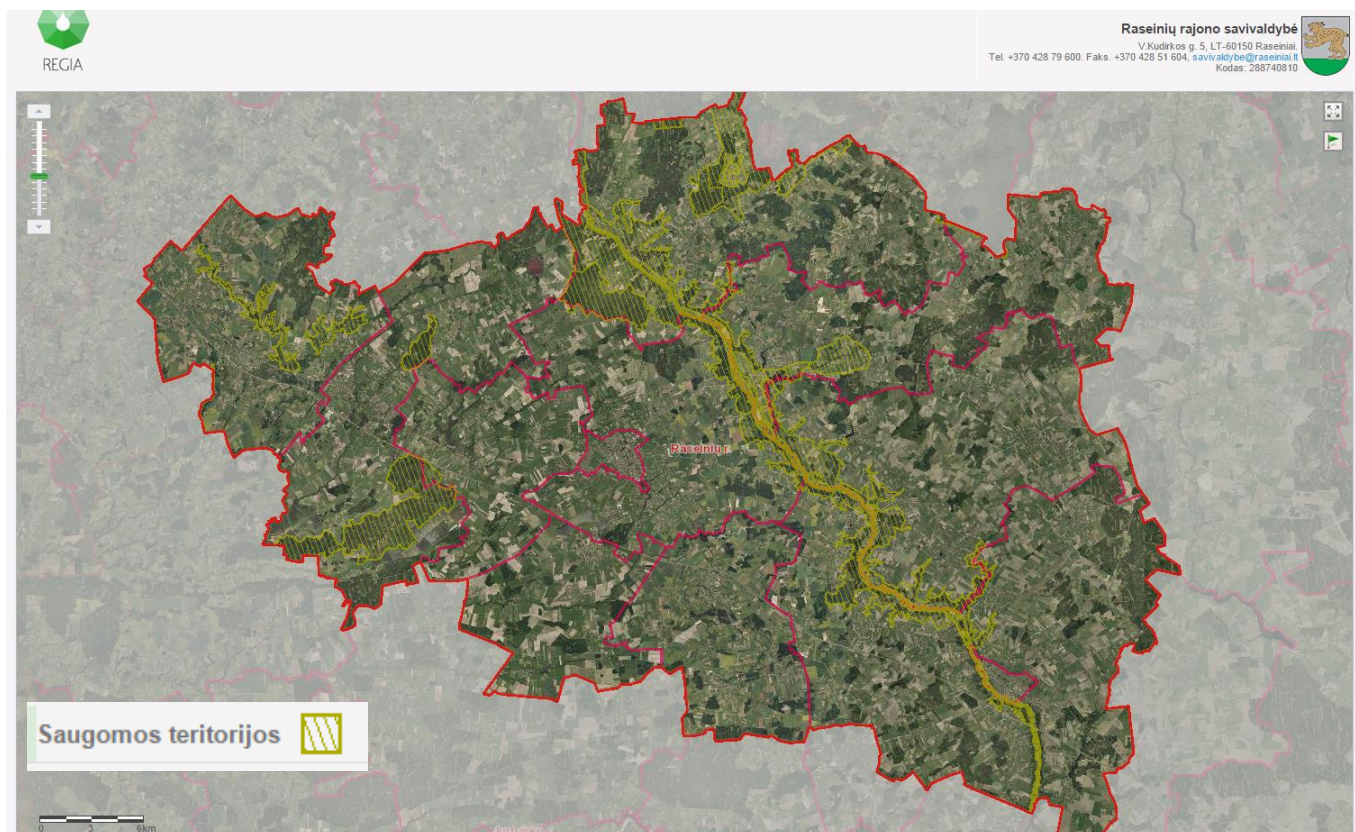 REGIA
Raseinių rajono savivaldybė
V.Kudirkos g. 5, LT-60150 Raseiniai.
Tel. +370 428 79 600. Faks. +370 428 51 604, savivaldybe@raseiniai.lt
Kodas: 288740810
Raseinių r.
Saugomos teritorijos
0 3 6km